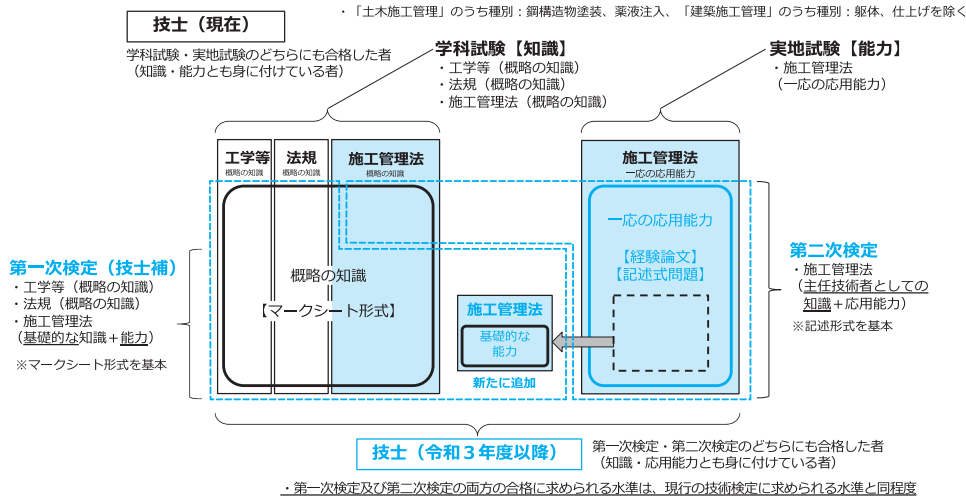 ・「土木施工管理」のうち種別：鋼構造物塗装、薬液注入、「建築施工管理」のうち種別：躯体、仕上げを除く
技士（現在）
学科試験・実地試験のどちらにも合格した者
（知識・能力とも身に付けている者）
学科試験【知識】
・工学等（概略の知識）
・法規（概略の知識）
・施工管理法（概略の知識）
実地試験【能力】
・施工管理法
（一応の応用能力）
工学等
概略の知識
法規
概略の知識
施工管理法
概略の知識
施工管理法
一応の応用能力
第一次検定（技士補）
・工学等（概略の知識）
・法規（概略の知識）
・施工管理法
（基礎的な知識＋能力）
※マークシート形式を基本
概略の知識
【マークシート形式】
施工管理法
基礎的な
能力
新たに追加
一応の応用能力
【経験論文】
【記述式問題】
第二次検定
・施工管理法
（主任技術者としての
知識＋応用能力）
※記述形式を基本
技士（令和３年度以降）
第一次検定・第二次検定のどちらにも合格した者
（知識・応用能力とも身に付けている者）
・第一次検定及び第二次検定の両方の合格に求められる水準は、現行の技術検定に求められる水準と同程度